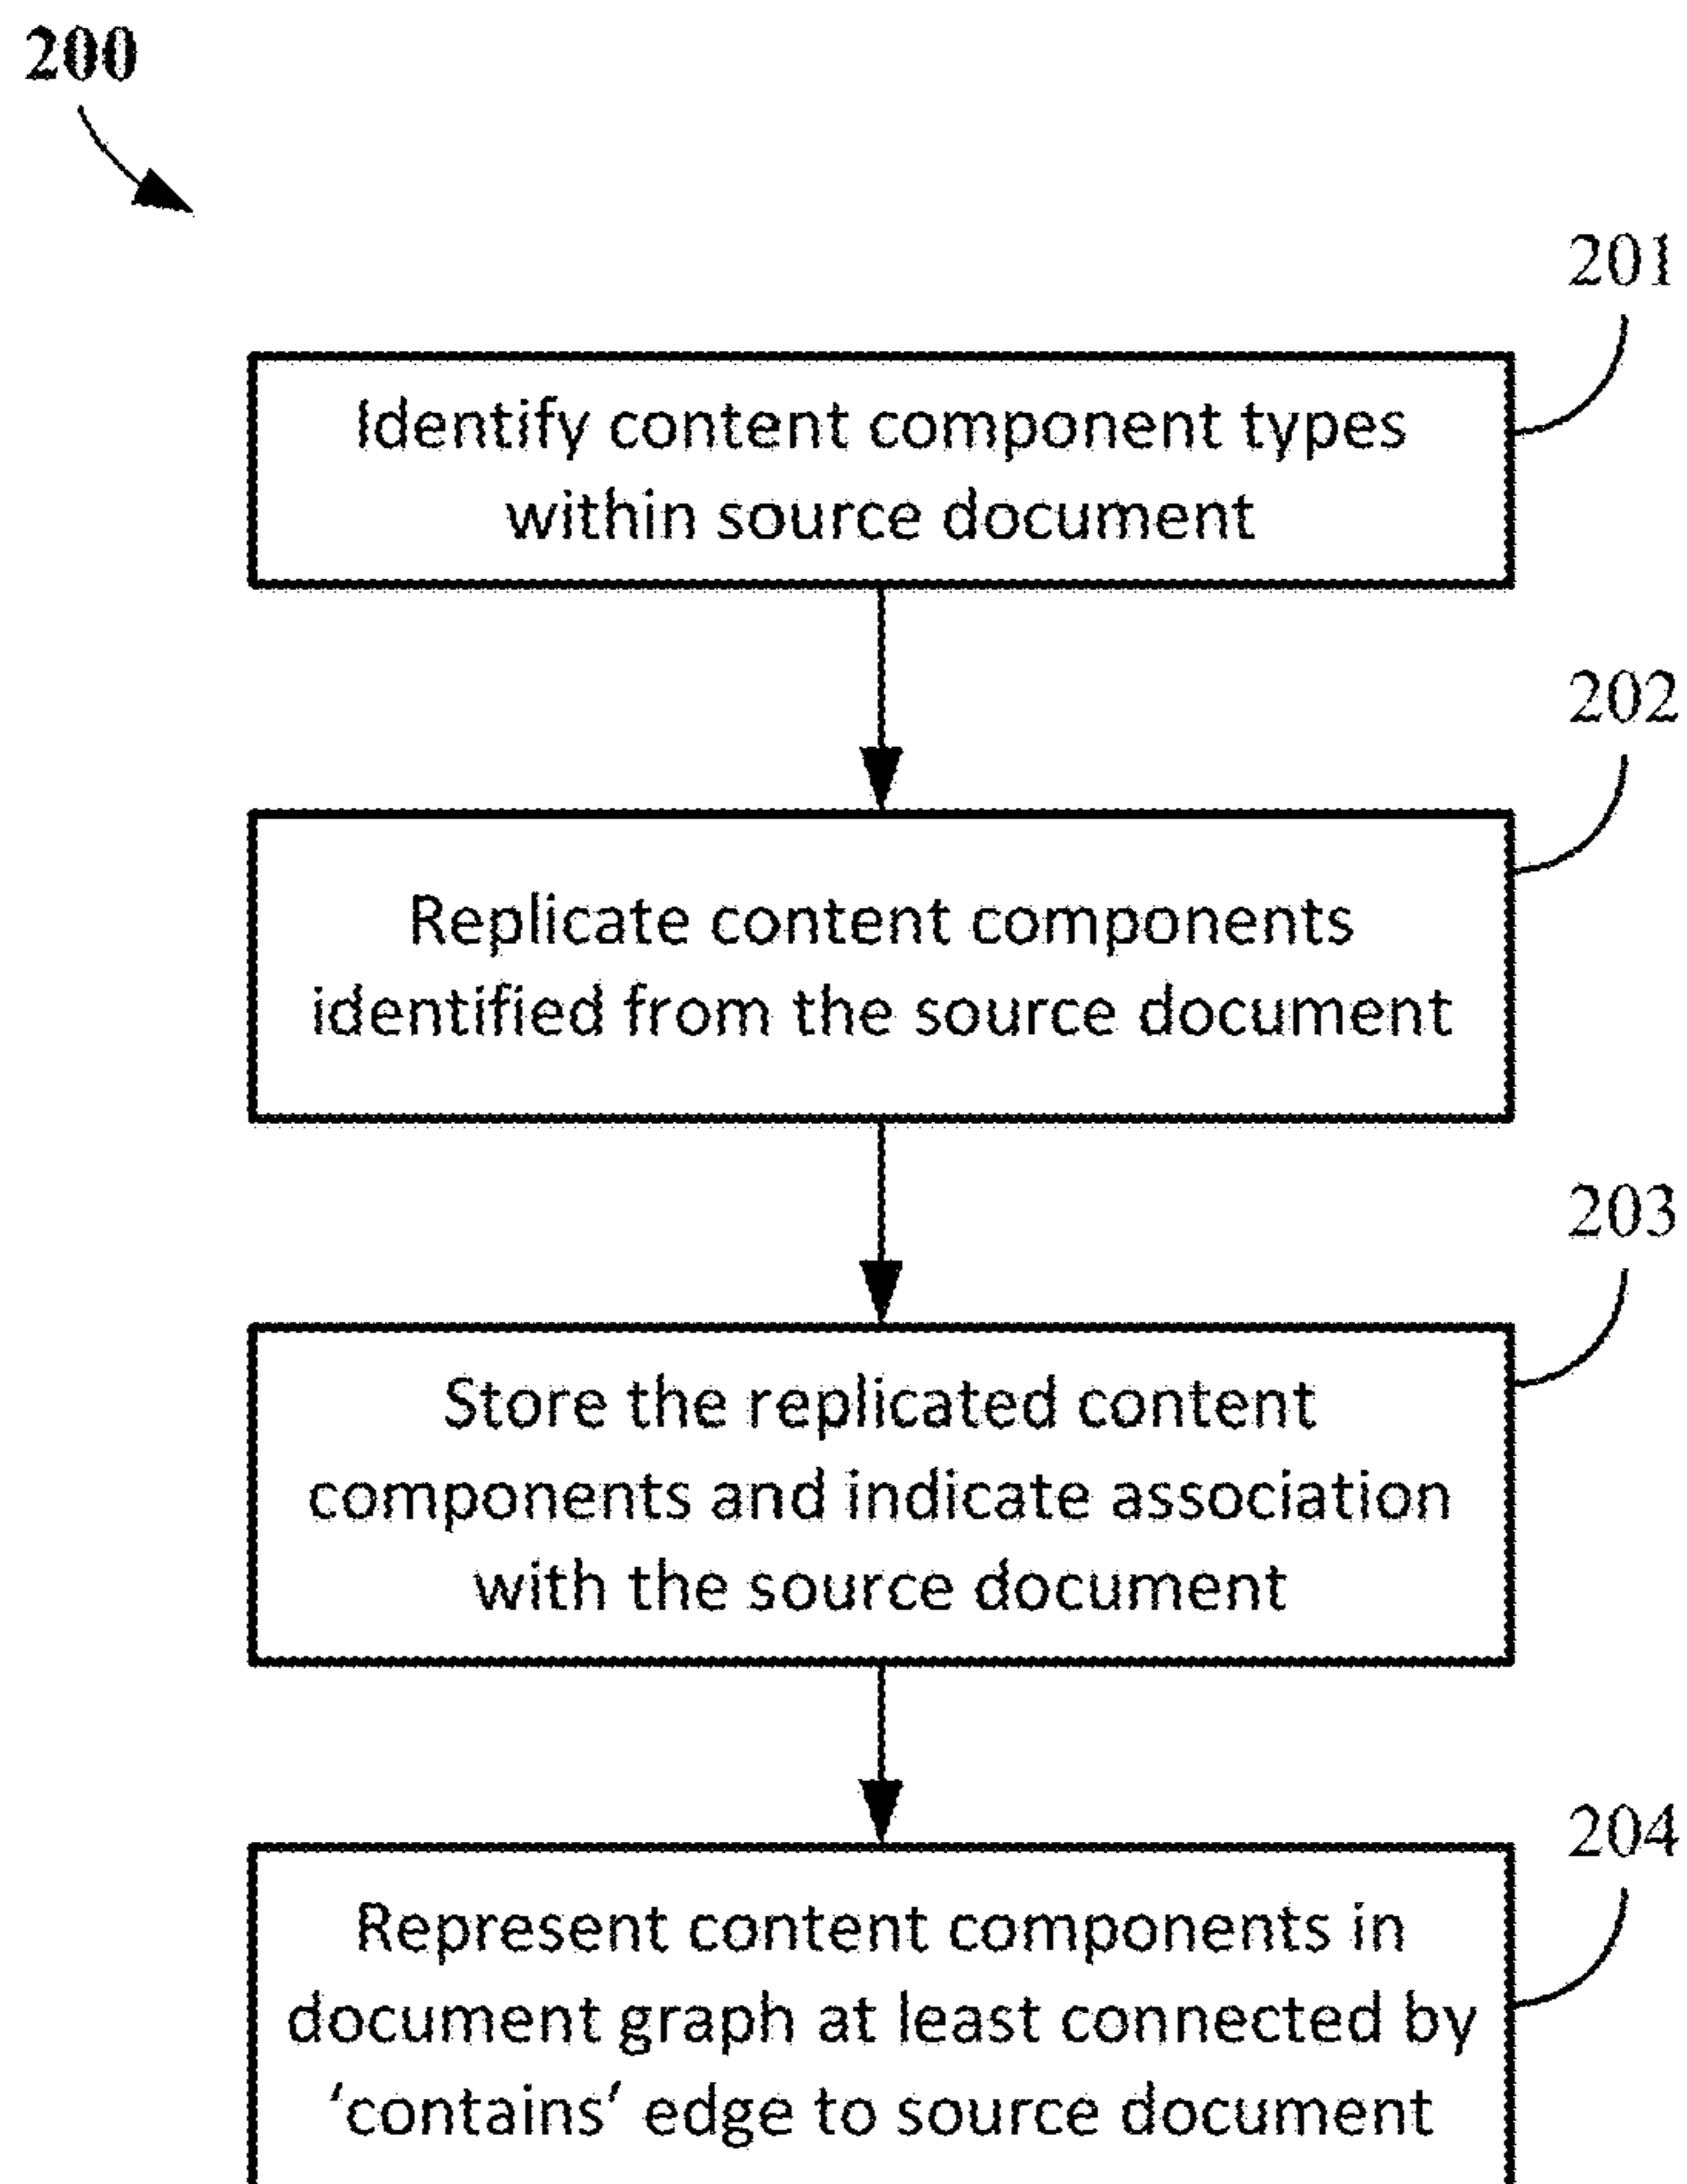 200
201
Identify content component types
within source document
202
Replicate content components
identified from the source document
203
Store the replicated content
components and indicate association
with the source document
204
Represent content components in
document graph at least connected by
‘contains’ edge to source document